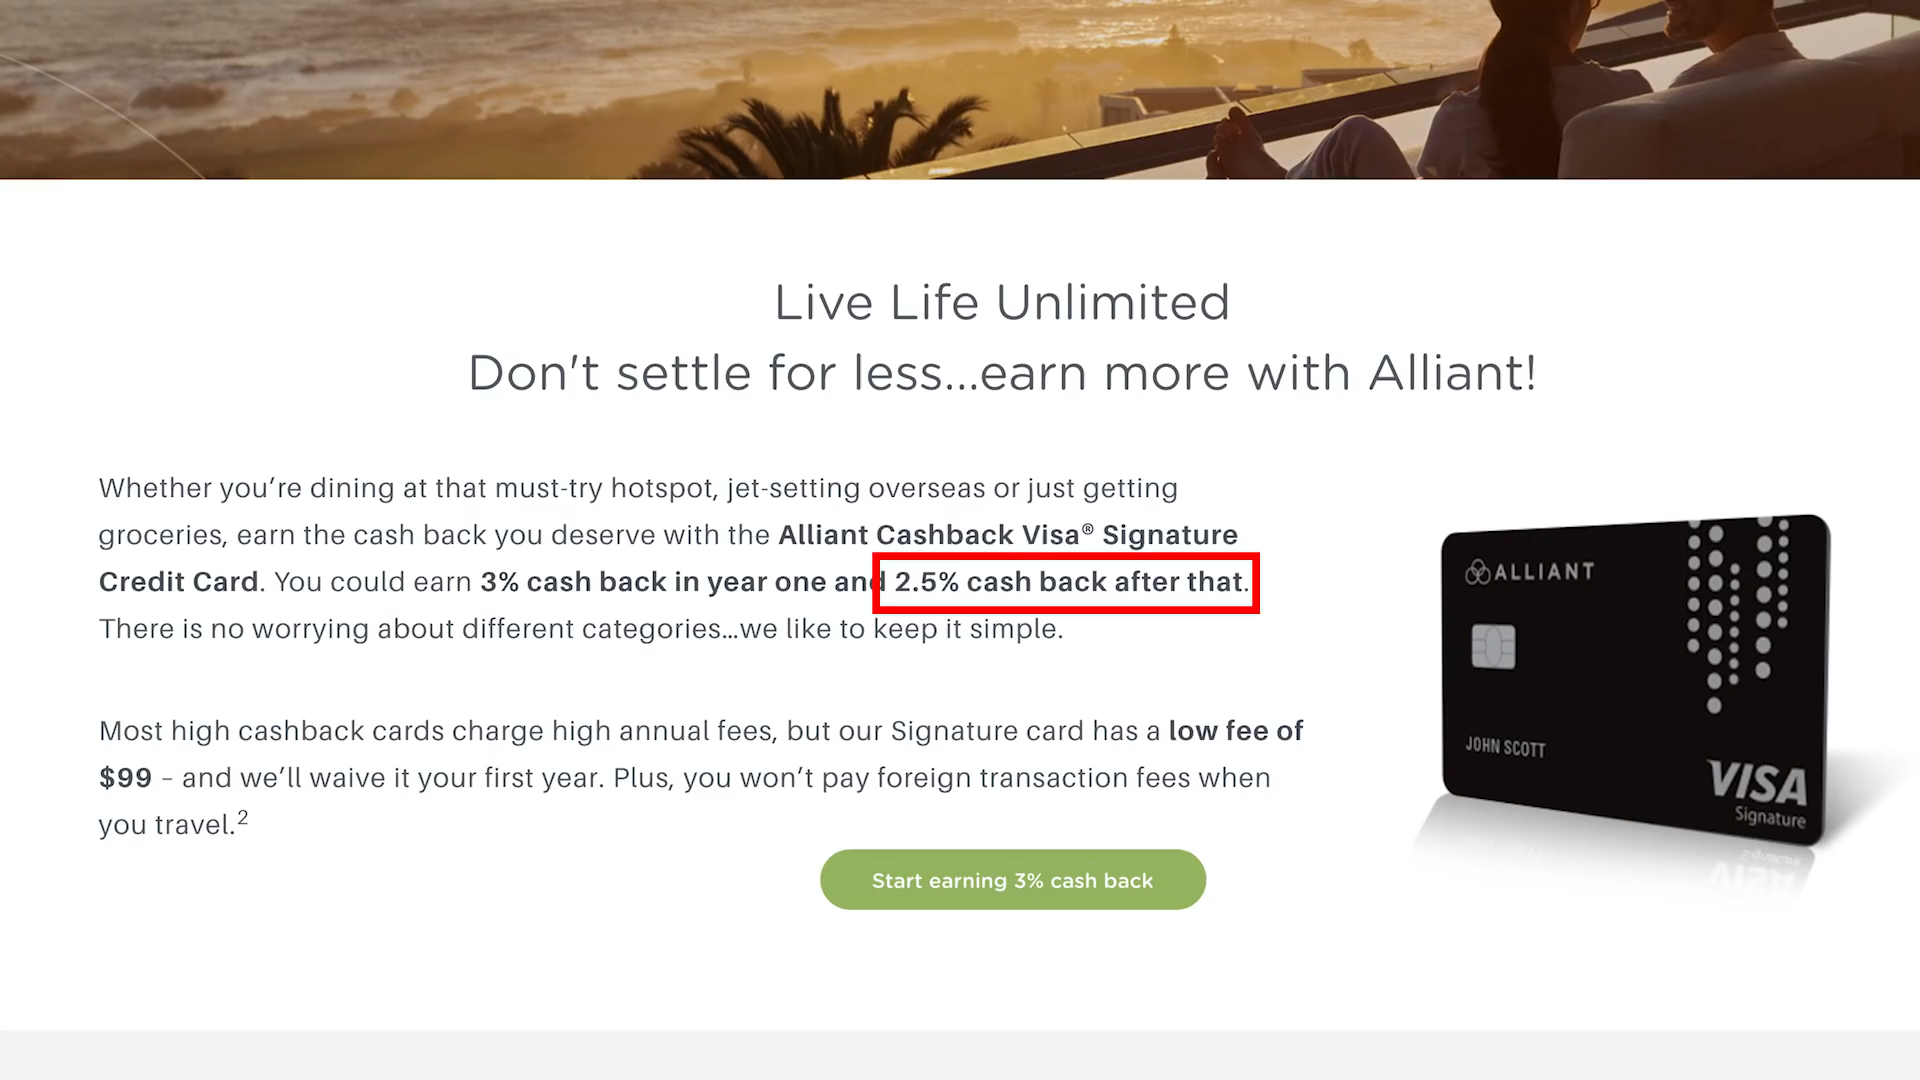 Live Life Unlimited
Don't settle for less...earn more with Alliant!
Whether you’re dining at that must-try hotspot, jet-setting overseas or just getting
groceries, earn the cash back you deserve with the Alliant Cashback Visa® Signature
Credit Card. You could earn 3% cash back in year one and 2.5% cash back after that.
There is no worrying about different categories…we like to keep it simple.
Most high cashback cards charge high annual fees, but our Signature card has a low fee of
$99 – and we’ll waive it your first year. Plus, you won’t pay foreign transaction fees when
you travel.2
Start earning 3% cash back
ALLIANT
JOHN SCOTT
VISA
Signature